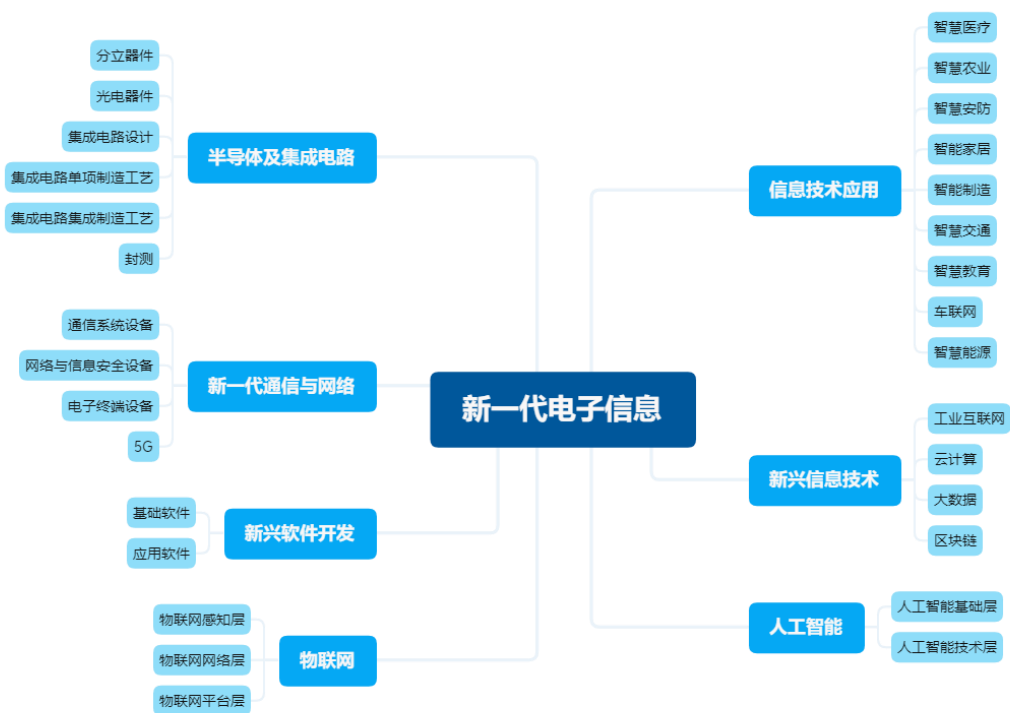 新一代电子信息
半导体及集成电路
分立器件
光电器件
集成电路设计
集成电路单项制造工艺
集成电路集成制造工艺
封测
新一代通信与网络
通信系统设备
网络与信息安全设备
电子终端设备
5G
新兴软件开发
基础软件
应用软件
物联网
物联网感知层
物联网网络层
物联网平台层
信息技术应用
智慧医疗
智慧农业
智慧安防
智能家居
智能制造
智慧交通
智慧教育
车联网
智慧能源
新兴信息技术
工业互联网
云计算
大数据
区块链
人工智能
人工智能基础层
人工智能技术层